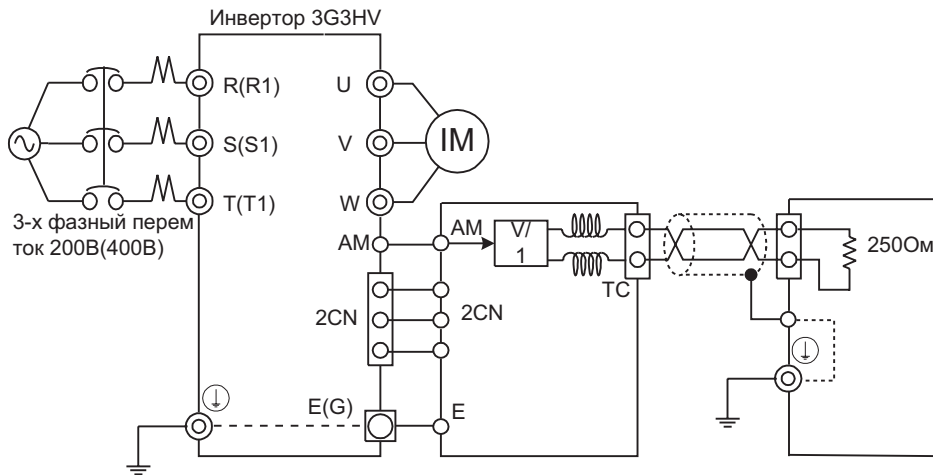 Инвертор 3G3HV
R(R1)
U
S(S1)
V
IM
T(T1)
W
3-х фазный перем
ток 200В(400В)
AM
AM
V/
1
TC
250Ом
2CN
2CN
E(G)
E